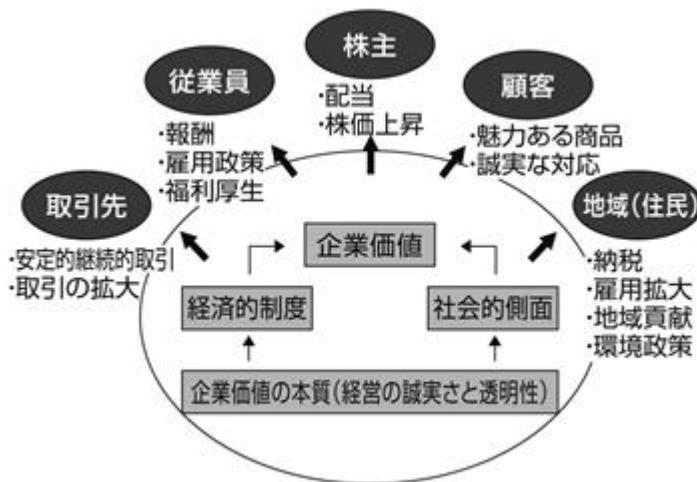 株主
・配当
・株価上昇
従業員
・報酬
・雇用政策
・福利厚生
顧客
・魅力ある商品
・誠実な対応
取引先
・安定的継続的取引
・取引の拡大
地域(住民)
・納税
・雇用拡大
・地域貢献
・環境政策
企業価値
経済的制度
社会的側面
企業価値の本質(経営の誠実さと透明性)